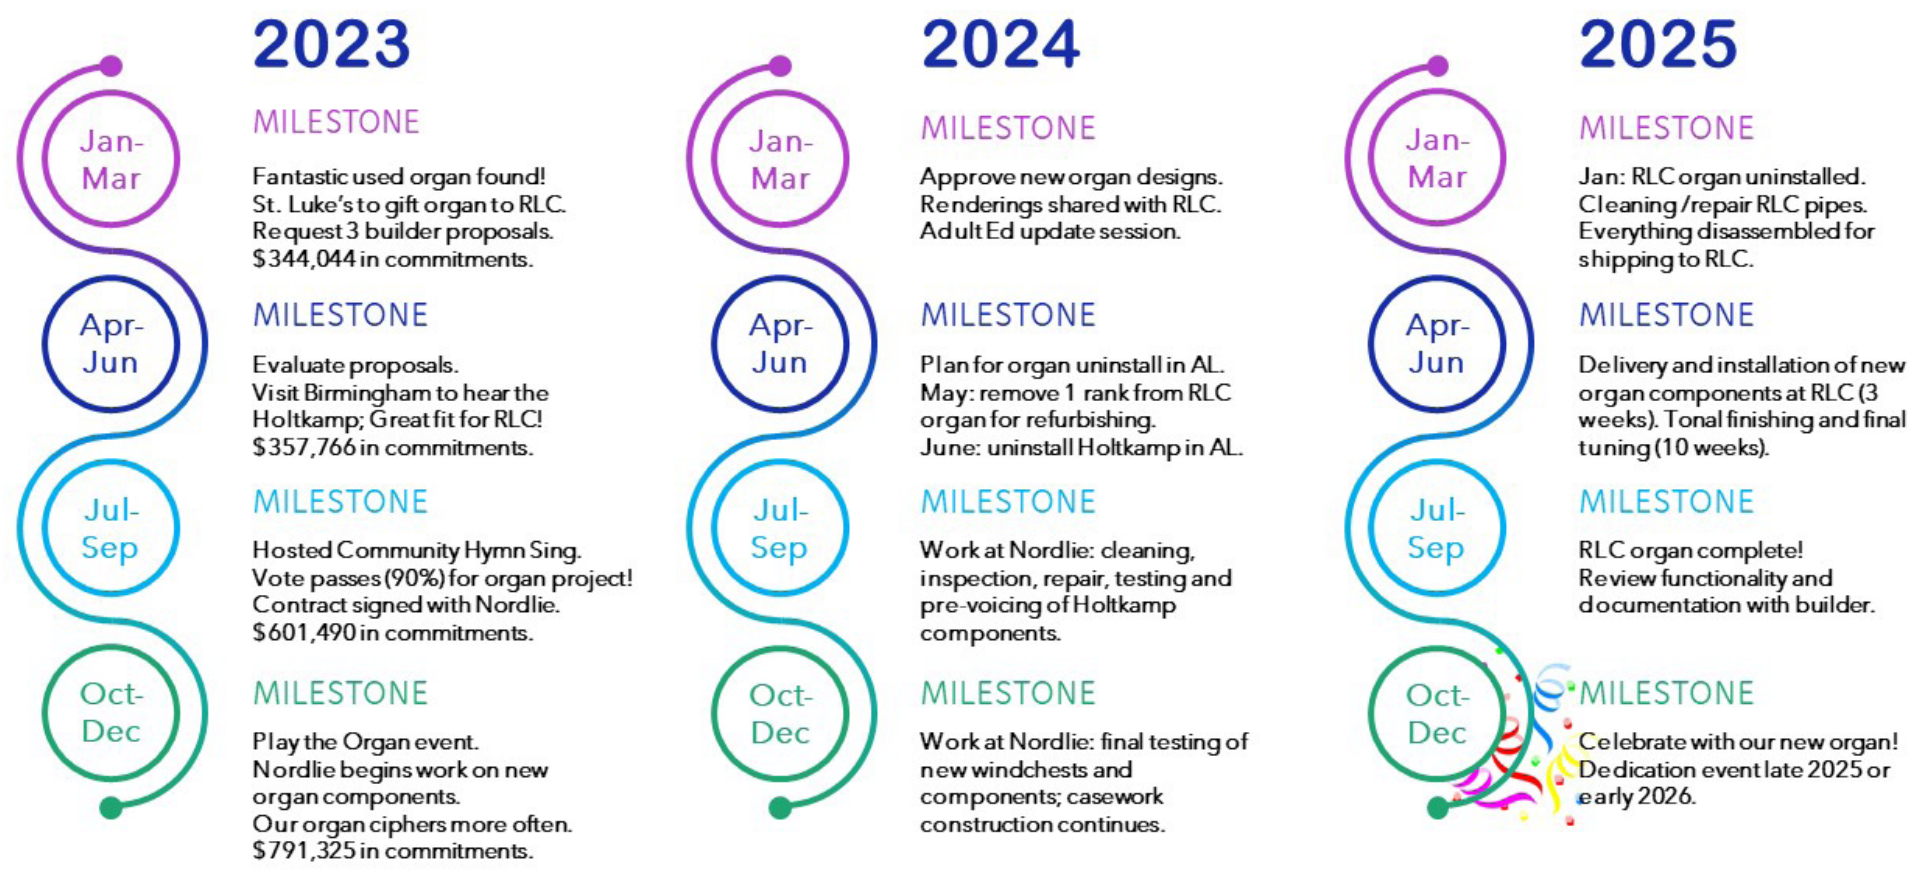 2023
Jan-
Mar
MILESTONE
Fantastic used organ found!
St. Luke's to gift organ to RLC.
Request 3 builder proposals.
$344,044 in commitments.
Apr-
Jun
MILESTONE
Evaluate proposals.
Visit Birmingham to hear the
Holtkamp; Great fit for RLC!
$357,766 in commitments.
Jul-
Sep
MILESTONE
Hosted Community Hymn Sing.
Vote passes (90%) for organ project!
Contract signed with Nordlie.
$601,490 in commitments.
Oct-
Dec
MILESTONE
Play the Organ event.
Nordlie begins work on new
organ components.
Our organ ciphers more often.
$791,325 in commitments.
2024
Jan-
Mar
MILESTONE
Approve new organ designs.
Renderings shared with RLC.
Adult Ed update session.
Apr-
Jun
MILESTONE
Plan for organ uninstall in AL.
May: remove 1 rank from RLC
organ for refurbishing.
June: uninstall Holtkamp in AL.
Jul-
Sep
MILESTONE
Work at Nordlie: cleaning,
inspection, repair, testing and
pre-voicing of Holtkamp
components.
Oct-
Dec
MILESTONE
Work at Nordlie: final testing of
new windchests and
components; casework
construction continues.
2025
Jan-
Mar
MILESTONE
Jan: RLC organ uninstalled.
Cleaning /repair RLC pipes.
Everything disassembled for
shipping to RLC.
Apr-
Jun
MILESTONE
Delivery and installation of new
organ components at RLC (3
weeks). Tonal finishing and final
tuning (10 weeks).
Jul-
Sep
MILESTONE
RLC organ complete!
Review functionality and
documentation with builder.
Oct-
Dec
MILESTONE
Celebrate with our new organ!
Dedication event late 2025 or
early 2026.